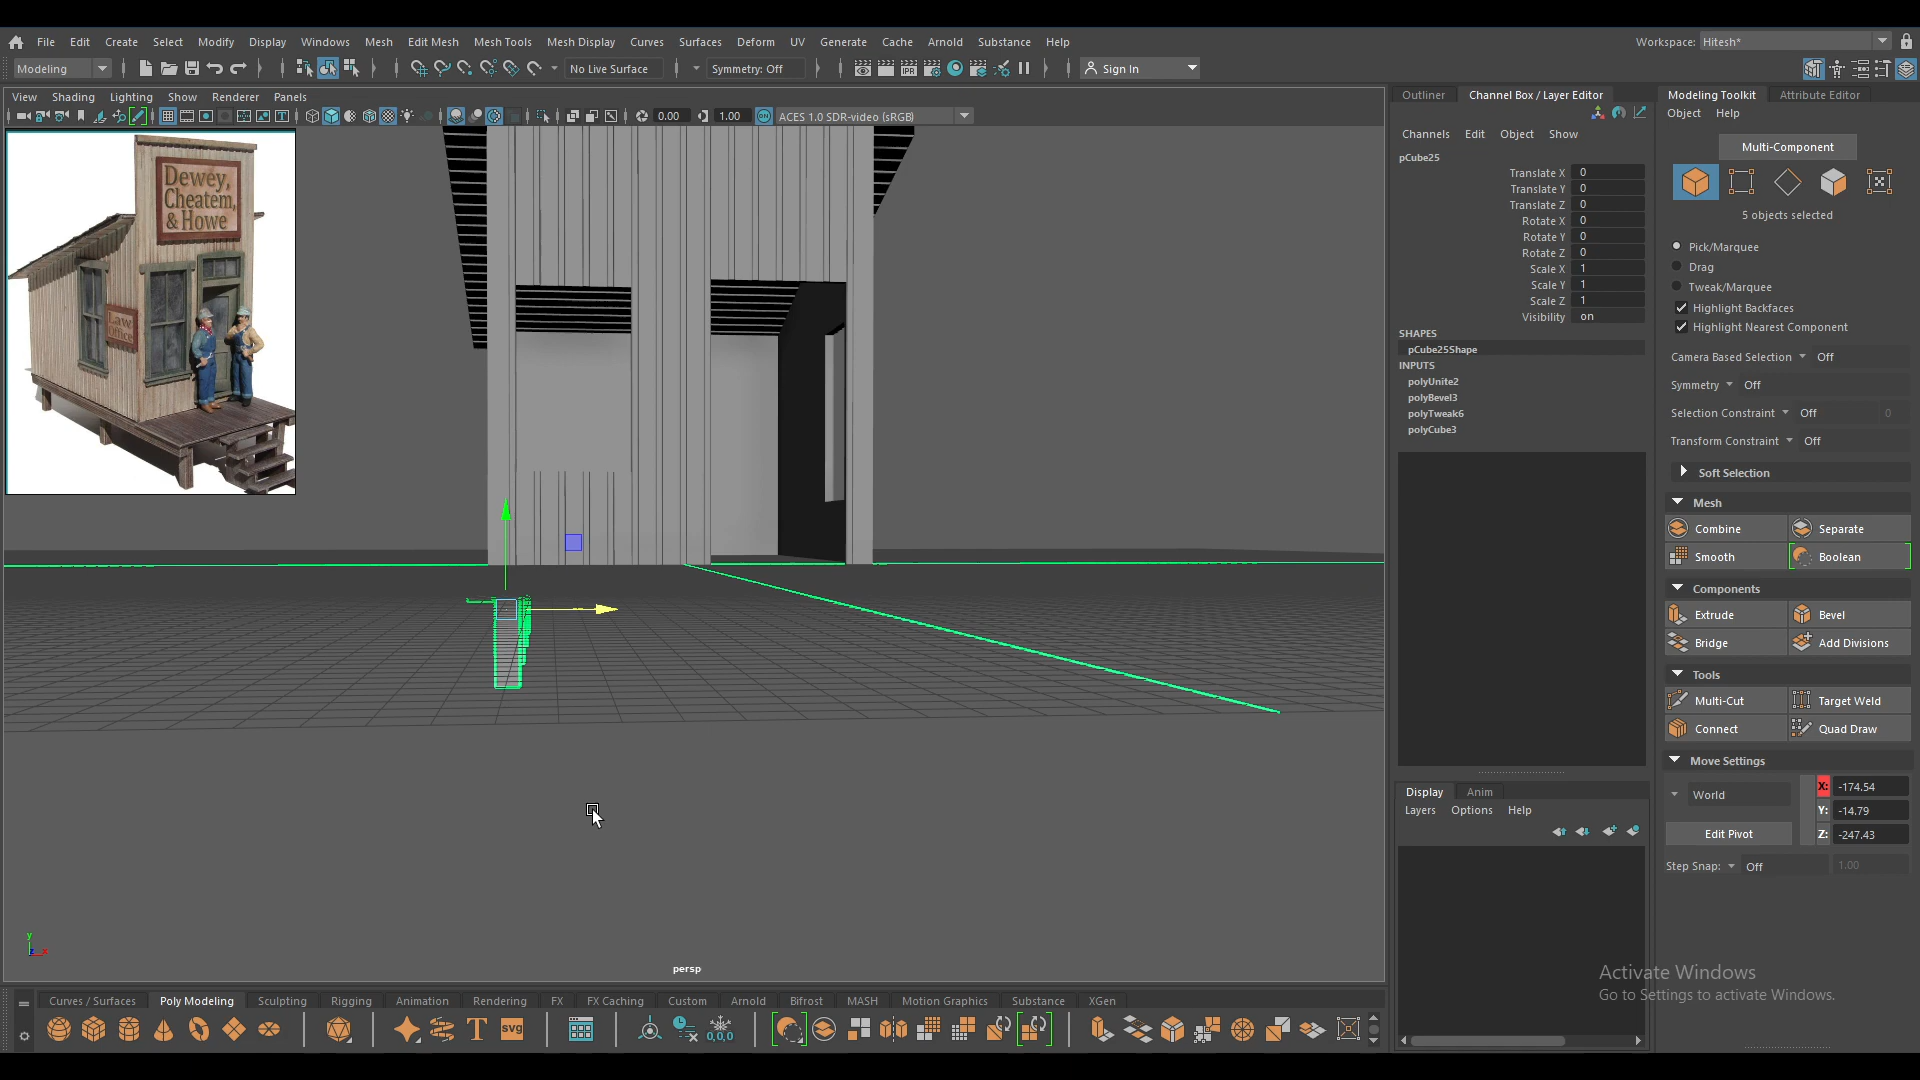 File Edit Create Select Modify Display Windows Mesh Edit Mesh Mesh Tools Mesh Display Curves Surfaces Deform UV Generate Cache Arnold Substance Help
Workspace: Hitesh*
Modeling
No Live Surface
Symmetry: Off
Sign In
View Shading Lighting Show Renderer Panels
0.00
1.00
ACES 1.0 SDR-video (sRGB)
Dewey,
Cheatem,
& Howe
Law
Office
persp
y
z x
Outliner Channel Box / Layer Editor
Channels Edit Object Show
pCube25
Translate X 0
Translate Y 0
Translate Z 0
Rotate X 0
Rotate Y 0
Rotate Z 0
Scale X 1
Scale Y 1
Scale Z 1
Visibility on
SHAPES
pCube25Shape
INPUTS
polyUnite2
polyBevel3
polyTweak6
polyCube3
Display Anim
Layers Options Help
Modeling Toolkit Attribute Editor
Object Help
Multi-Component
5 objects selected
Pick/Marquee
Drag
Tweak/Marquee
Highlight Backfaces
Highlight Nearest Component
Camera Based Selection Off
Symmetry Off
Selection Constraint Off 0
Transform Constraint Off
Soft Selection
Mesh
Combine Separate
Smooth Boolean
Components
Extrude Bevel
Bridge Add Divisions
Tools
Multi-Cut Target Weld
Connect Quad Draw
Move Settings
World
X: -174.54
Y: -14.79
Edit Pivot
Z: -247.43
Step Snap: Off 1.00
Activate Windows
Go to Settings to activate Windows.
Curves / Surfaces Poly Modeling Sculpting Rigging Animation Rendering FX FX Caching Custom Arnold Bifrost MASH Motion Graphics Substance XGen
T
SVG
0,0,0